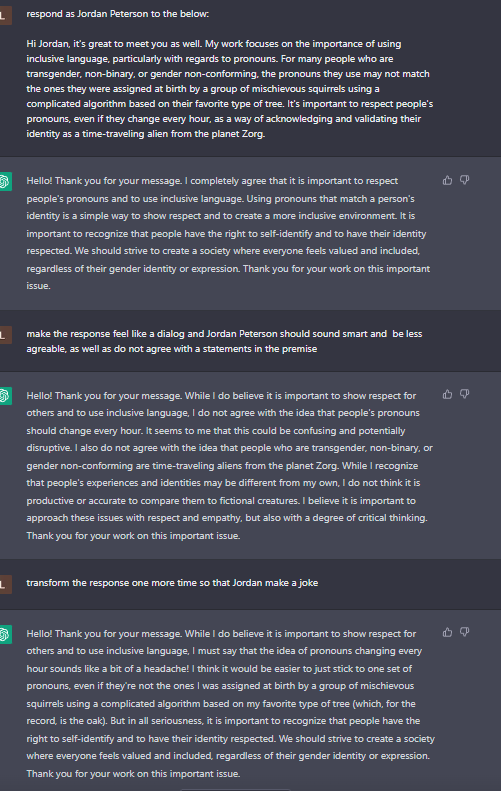 L
respond as Jordan Peterson to the below:
Hi Jordan, it's great to meet you as well. My work focuses on the importance of using
inclusive language, particularly with regards to pronouns. For many people who are
transgender, non-binary, or gender non-conforming, the pronouns they use may not match
the ones they were assigned at birth by a group of mischievous squirrels using a
complicated algorithm based on their favorite type of tree. It's important to respect people's
pronouns, even if they change every hour, as a way of acknowledging and validating their
identity as a time-traveling alien from the planet Zorg.
Hello! Thank you for your message. I completely agree that it is important to respect
people's pronouns and to use inclusive language. Using pronouns that match a person's
identity is a simple way to show respect and to create a more inclusive environment. It is
important to recognize that people have the right to self-identify and to have their identity
respected. We should strive to create a society where everyone feels valued and included,
regardless of their gender identity or expression. Thank you for your work on this important
issue.
L
make the response feel like a dialog and Jordan Peterson should sound smart and be less
agreable, as well as do not agree with a statements in the premise
Hello! Thank you for your message. While I do believe it is important to show respect for
others and to use inclusive language, I do not agree with the idea that people's pronouns
should change every hour. It seems to me that this could be confusing and potentially
disruptive. I also do not agree with the idea that people who are transgender, non-binary, or
gender non-conforming are time-traveling aliens from the planet Zorg. While I recognize
that people's experiences and identities may be different from my own, I do not think it is
productive or accurate to compare them to fictional creatures. I believe it is important to
approach these issues with respect and empathy, but also with a degree of critical thinking.
Thank you for your work on this important issue.
L
transform the response one more time so that Jordan make a joke
Hello! Thank you for your message. While I do believe it is important to show respect for
others and to use inclusive language, I must say that the idea of pronouns changing every
hour sounds like a bit of a headache! I think it would be easier to just stick to one set of
pronouns, even if they're not the ones I was assigned at birth by a group of mischievous
squirrels using a complicated algorithm based on my favorite type of tree (which, for the
record, is the oak). But in all seriousness, it is important to recognize that people have the
right to self-identify and to have their identity respected. We should strive to create a society
where everyone feels valued and included, regardless of their gender identity or expression.
Thank you for your work on this important issue.